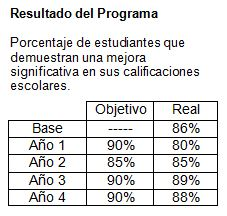 Resultado del Programa
Porcentaje de estudiantes que
demuestran una mejora
significativa en sus calificaciones
escolares.
Objetivo Real
Base ----- 86%
Año 1 90% 80%
Año 2 85% 85%
Año 3 90% 89%
Año 4 90% 88%